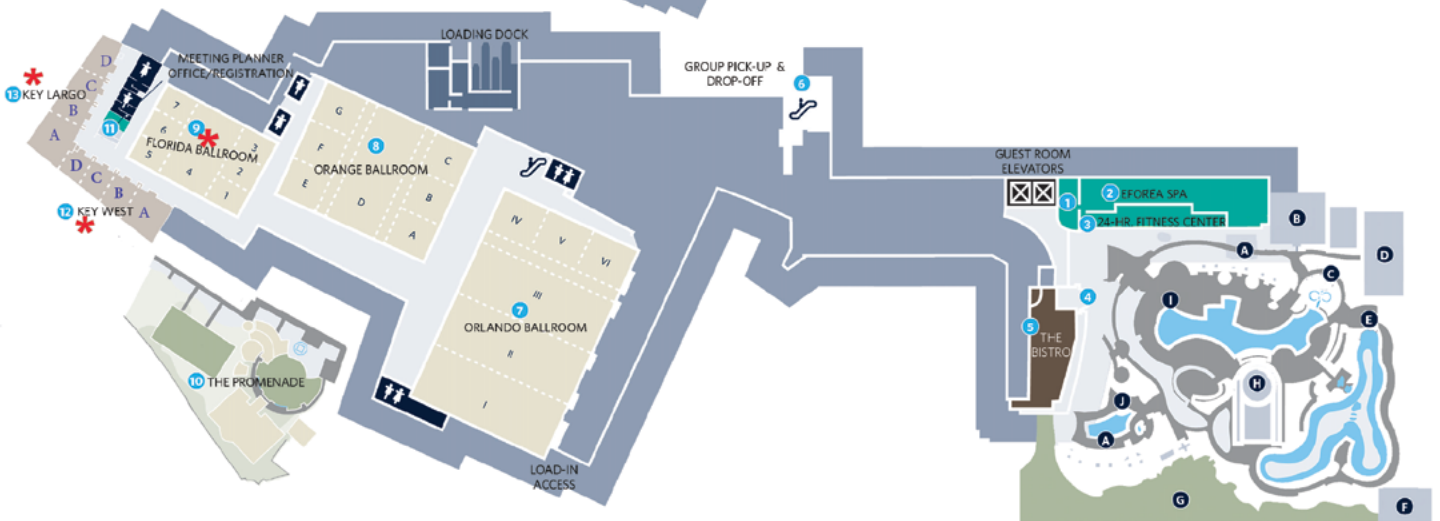 LOADING DOCK
MEETING PLANNER
OFFICE/REGISTRATION
GROUP PICK-UP &
DROP-OFF
6
D
C
B
A
13 KEY LARGO
11
7
6
5
9
FLORIDA BALLROOM
4
3
2
1
G
F
E
8
ORANGE BALLROOM
D
C
B
A
D
C
B
A
12 KEY WEST
IV
V
VI
III
7
ORLANDO BALLROOM
II
I
10 THE PROMENADE
LOAD-IN
ACCESS
GUEST ROOM
ELEVATORS
1
2 EFOREA SPA
3 24-HR. FITNESS CENTER
4
5
THE
BISTRO
A
B
C
D
E
I
H
J
A
G
F